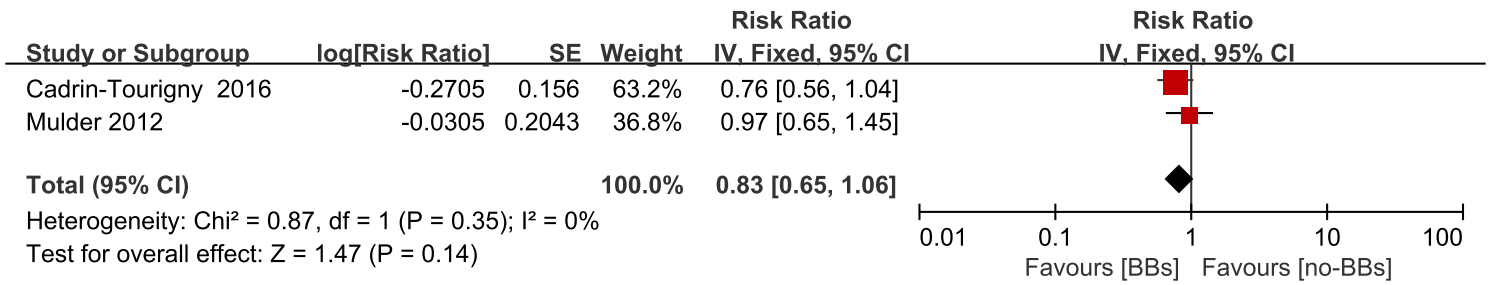 Risk Ratio Risk Ratio
Study or Subgroup log[Risk Ratio] SE Weight IV, Fixed, 95% CI IV, Fixed, 95% CI
Cadrin-Tourigny 2016 -0.2705 0.156 63.2% 0.76 [0.56, 1.04]
Mulder 2012 -0.0305 0.2043 36.8% 0.97 [0.65, 1.45]
Total (95% CI) 100.0% 0.83 [0.65, 1.06]
Heterogeneity: Chi² = 0.87, df = 1 (P = 0.35); I² = 0%
Test for overall effect: Z = 1.47 (P = 0.14)
0.01 0.1 1 10 100
Favours [BBs] Favours [no-BBs]